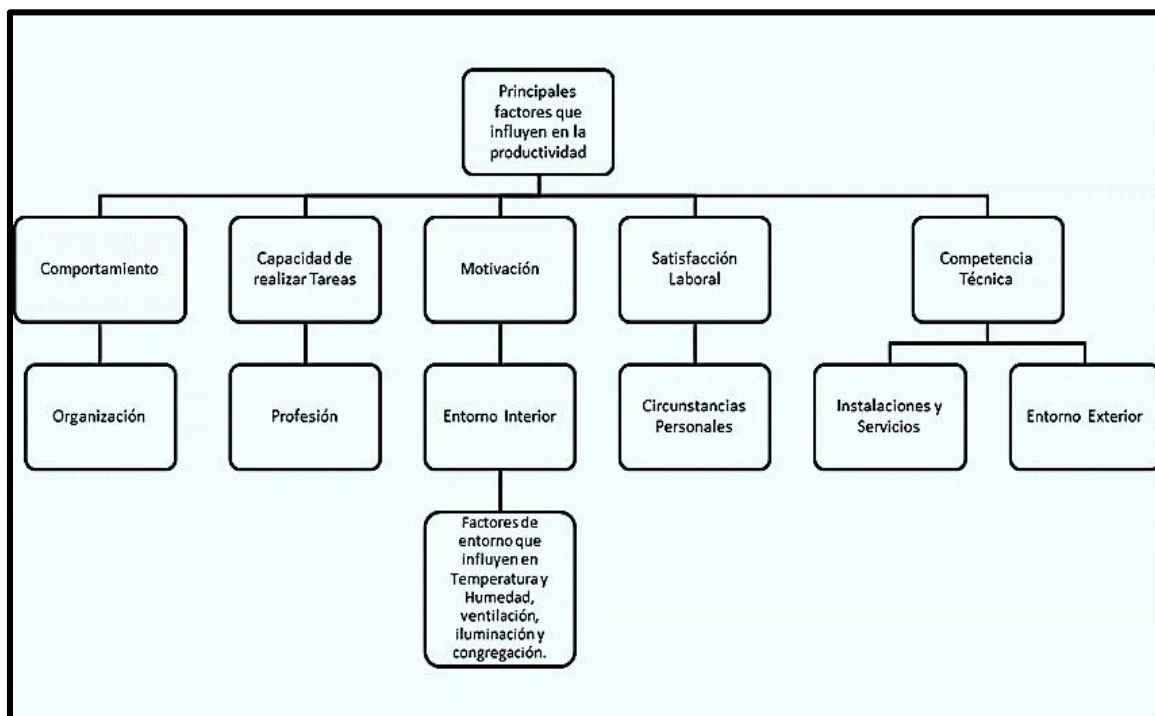 Principales
factores que
influyen en la
productividad
Comportamiento
Capacidad de
realizar Tareas
Motivación
Satisfacción
Laboral
Competencia
Técnica
Organización
Profesión
Entorno Interior
Circunstancias
Personales
Instalaciones y
Servicios
Entorno Exterior
Factores de
entorno que
influyen en
Temperatura y
Humedad,
ventilación,
iluminación y
congregación.